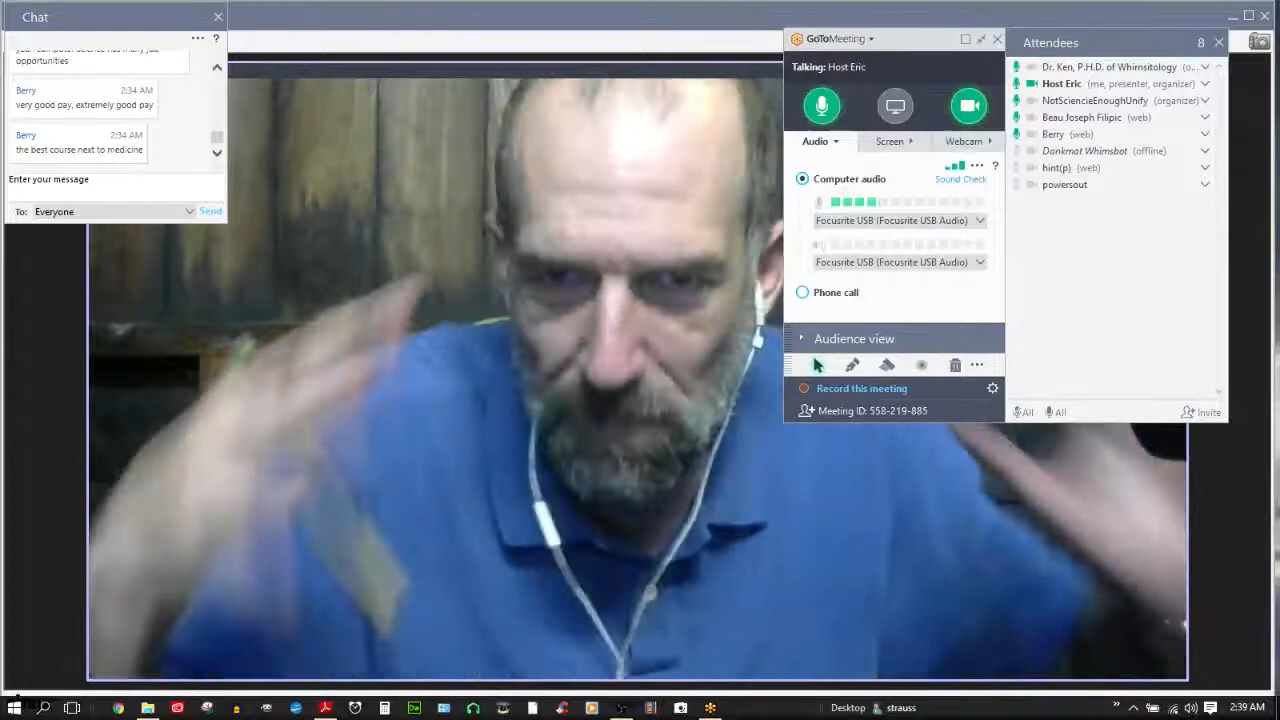 Chat
opportunities
Berry 2:34 AM
very good pay, extremely good pay
Berry 2:34 AM
the best course next to medicine
Enter your message
To: Everyone Send
GoToMeeting
Talking: Host Eric
Audio Screen Webcam
?
Computer audio Sound Check
Focusrite USB (Focusrite USB Audio)
Focusrite USB (Focusrite USB Audio)
Phone call
Audience view
Record this meeting
Meeting ID: 558-219-885
Attendees 8
Dr. Ken, P.H.D. of Whimsitology (o...
Host Eric (me, presenter, organizer)
NotSciencEnoughUnify (organizer)
Beau Joseph Filipic (web)
Berry (web)
Dankmat Whimsbot (offline)
hint(p) (web)
powersout
All All Invite
Desktop strauss
2:39 AM